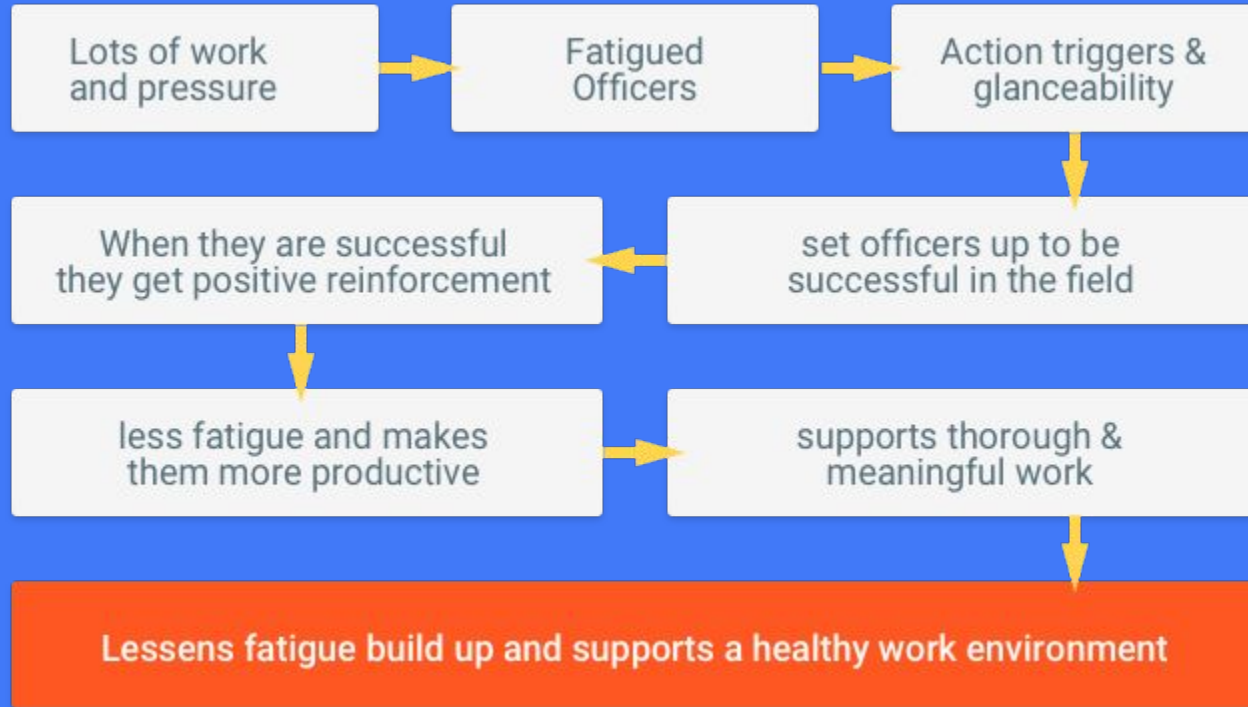 Lots of work
and pressure
Fatigued
Officers
Action triggers &
glanceability
set officers up to be
successful in the field
When they are successful
they get positive reinforcement
less fatigue and makes
them more productive
supports thorough &
meaningful work
Lessens fatigue build up and supports a healthy work environment